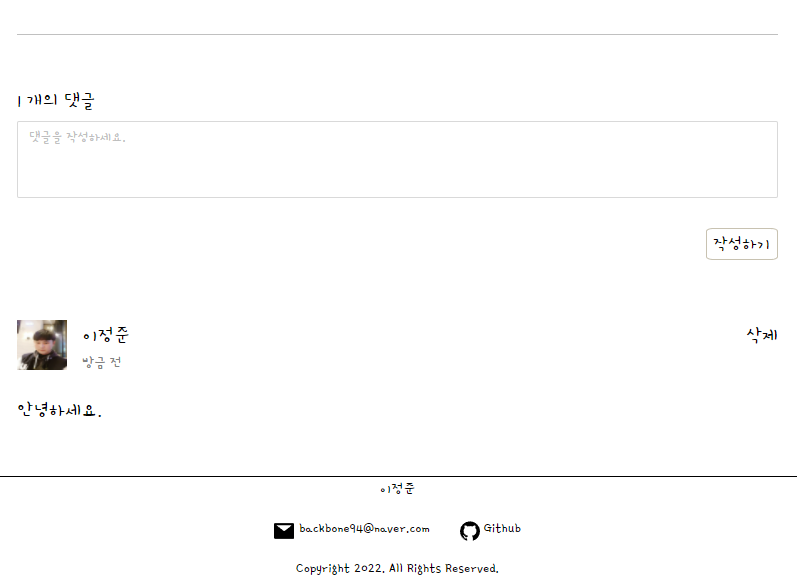 1 개의 댓글
댓글을 작성하세요.
작성하기
이정준
삭제
방금 전
안녕하세요.
이정준
backbone94@naver.com Github
Copyright 2022. All Rights Reserved.